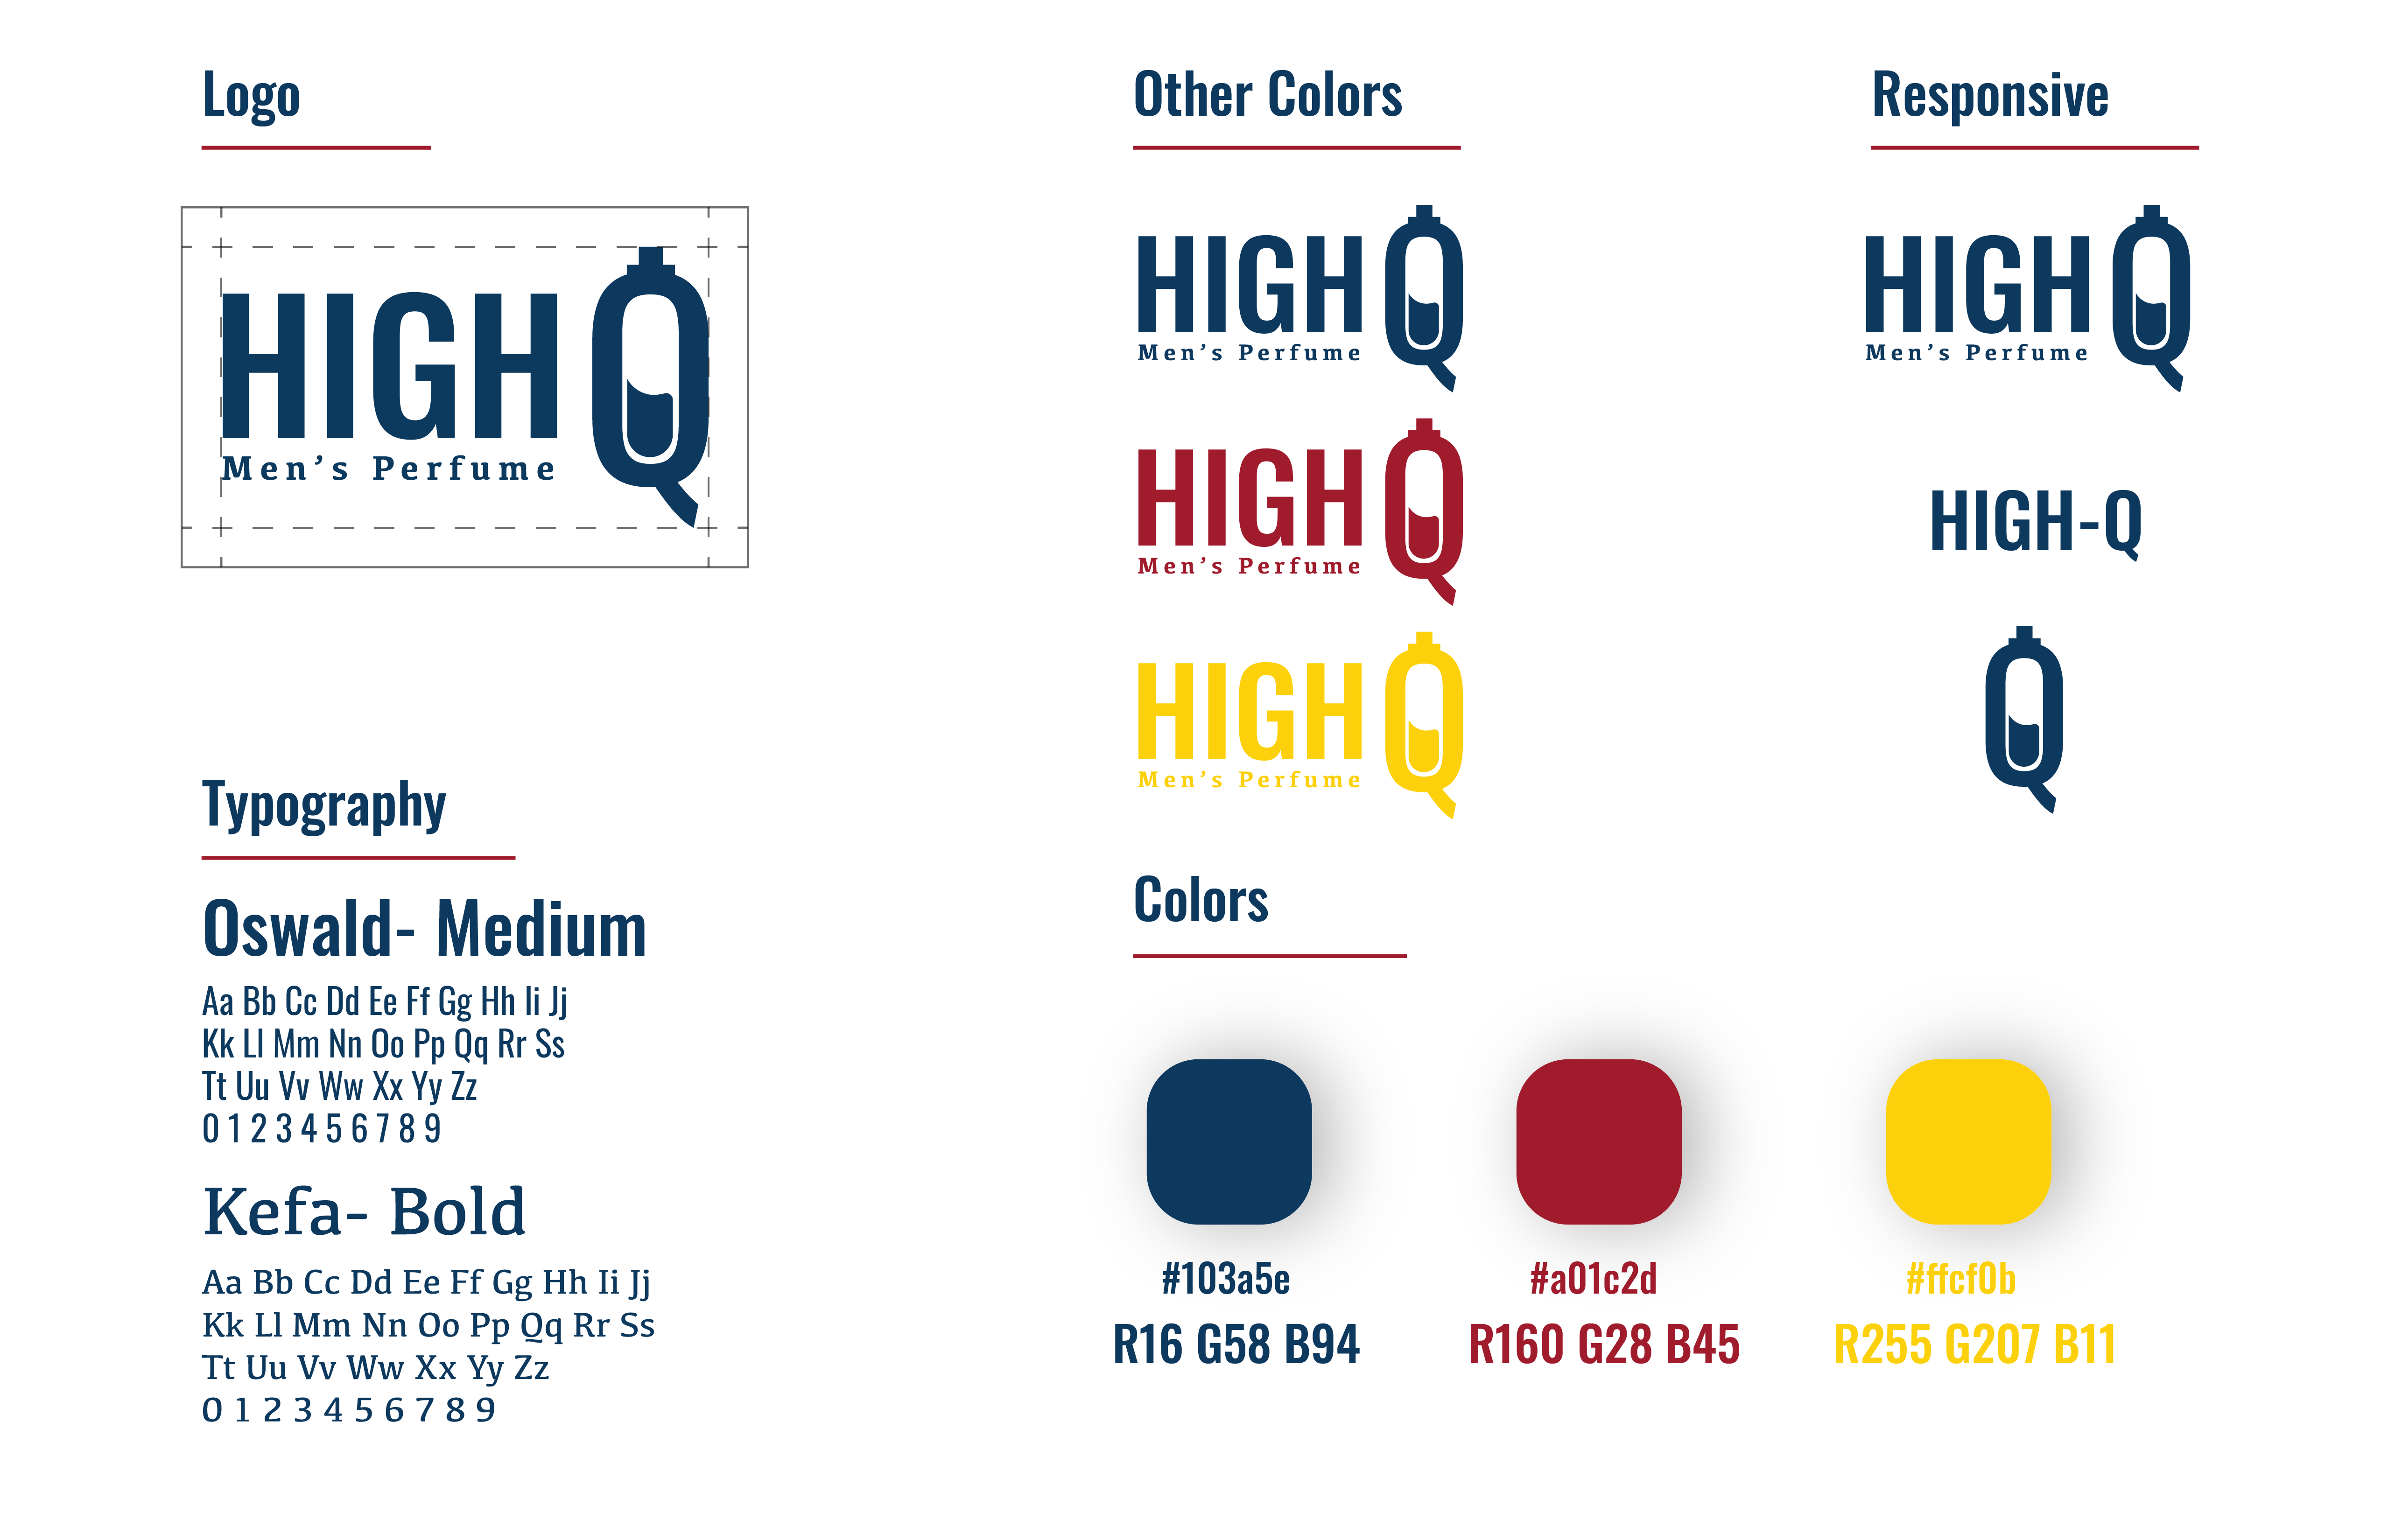 Logo
HIGH Q
Men's Perfume
Typography
Oswald- Medium
Aa Bb Cc Dd Ee Ff Gg Hh Ii Jj
Kk Ll Mm Nn Oo Pp Qq Rr Ss
Tt Uu Vv Ww Xx Yy Zz
0 1 2 3 4 5 6 7 8 9
Kefa- Bold
Aa Bb Cc Dd Ee Ff Gg Hh Ii Jj
Kk Ll Mm Nn Oo Pp Qq Rr Ss
Tt Uu Vv Ww Xx Yy Zz
0 1 2 3 4 5 6 7 8 9
Other Colors
HIGH Q
Men’s Perfume
HIGH Q
Men’s Perfume
HIGH Q
Men’s Perfume
Responsive
HIGH Q
Men’s Perfume
HIGH-Q
Q
Colors
#103a5e
R16 G58 B94
#a01c2d
R160 G28 B45
#ffcf0b
R255 G207 B11